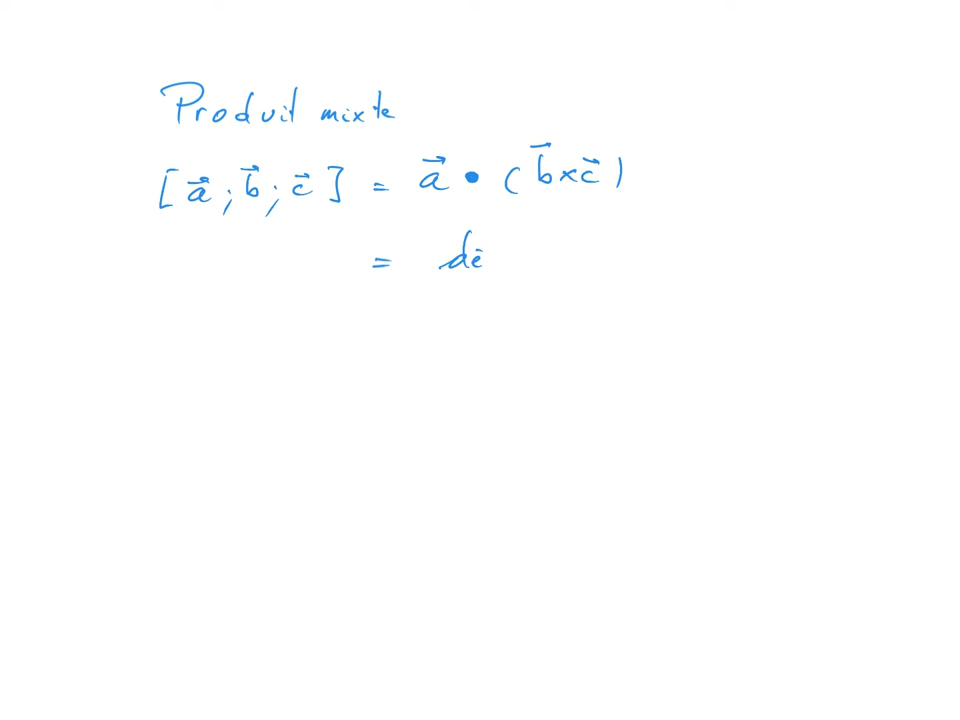 Produit mixte
[ a⃗ ; b⃗ ; c⃗ ] = a⃗ • ( b⃗ × c⃗ )
= dé